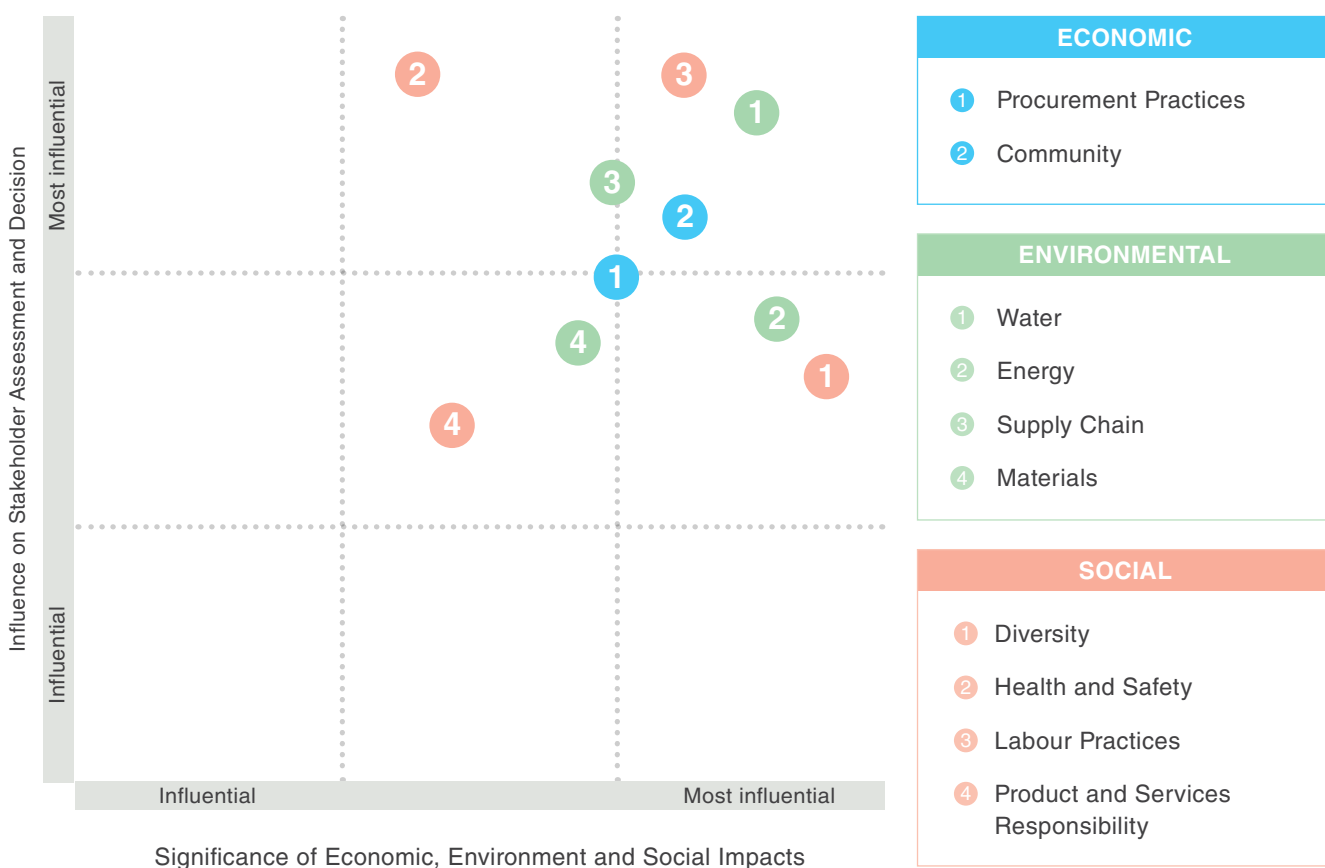 Influence on Stakeholder Assessment and Decision
Most influential
Influential
2
3
1
3
2
1
2
4
1
4
Influential
Most influential
Significance of Economic, Environment and Social Impacts
ECONOMIC
1 Procurement Practices
2 Community
ENVIRONMENTAL
1 Water
2 Energy
3 Supply Chain
4 Materials
SOCIAL
1 Diversity
2 Health and Safety
3 Labour Practices
4 Product and Services
Responsibility